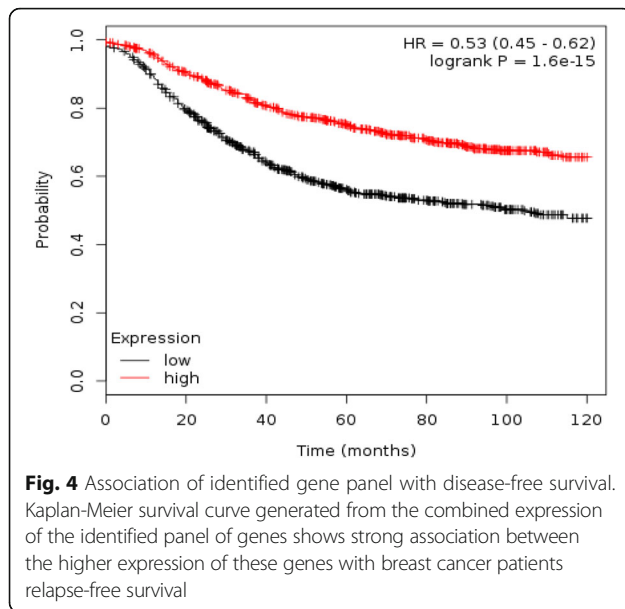 HR = 0.53 (0.45 - 0.62)
logrank P = 1.6e-15
1.0
0.8
0.6
0.4
0.2
0.0
Probability
Expression
low
high
0 20 40 60 80 100 120
Time (months)
Fig. 4 Association of identified gene panel with disease-free survival.
Kaplan-Meier survival curve generated from the combined expression
of the identified panel of genes shows strong association between
the higher expression of these genes with breast cancer patients
relapse-free survival